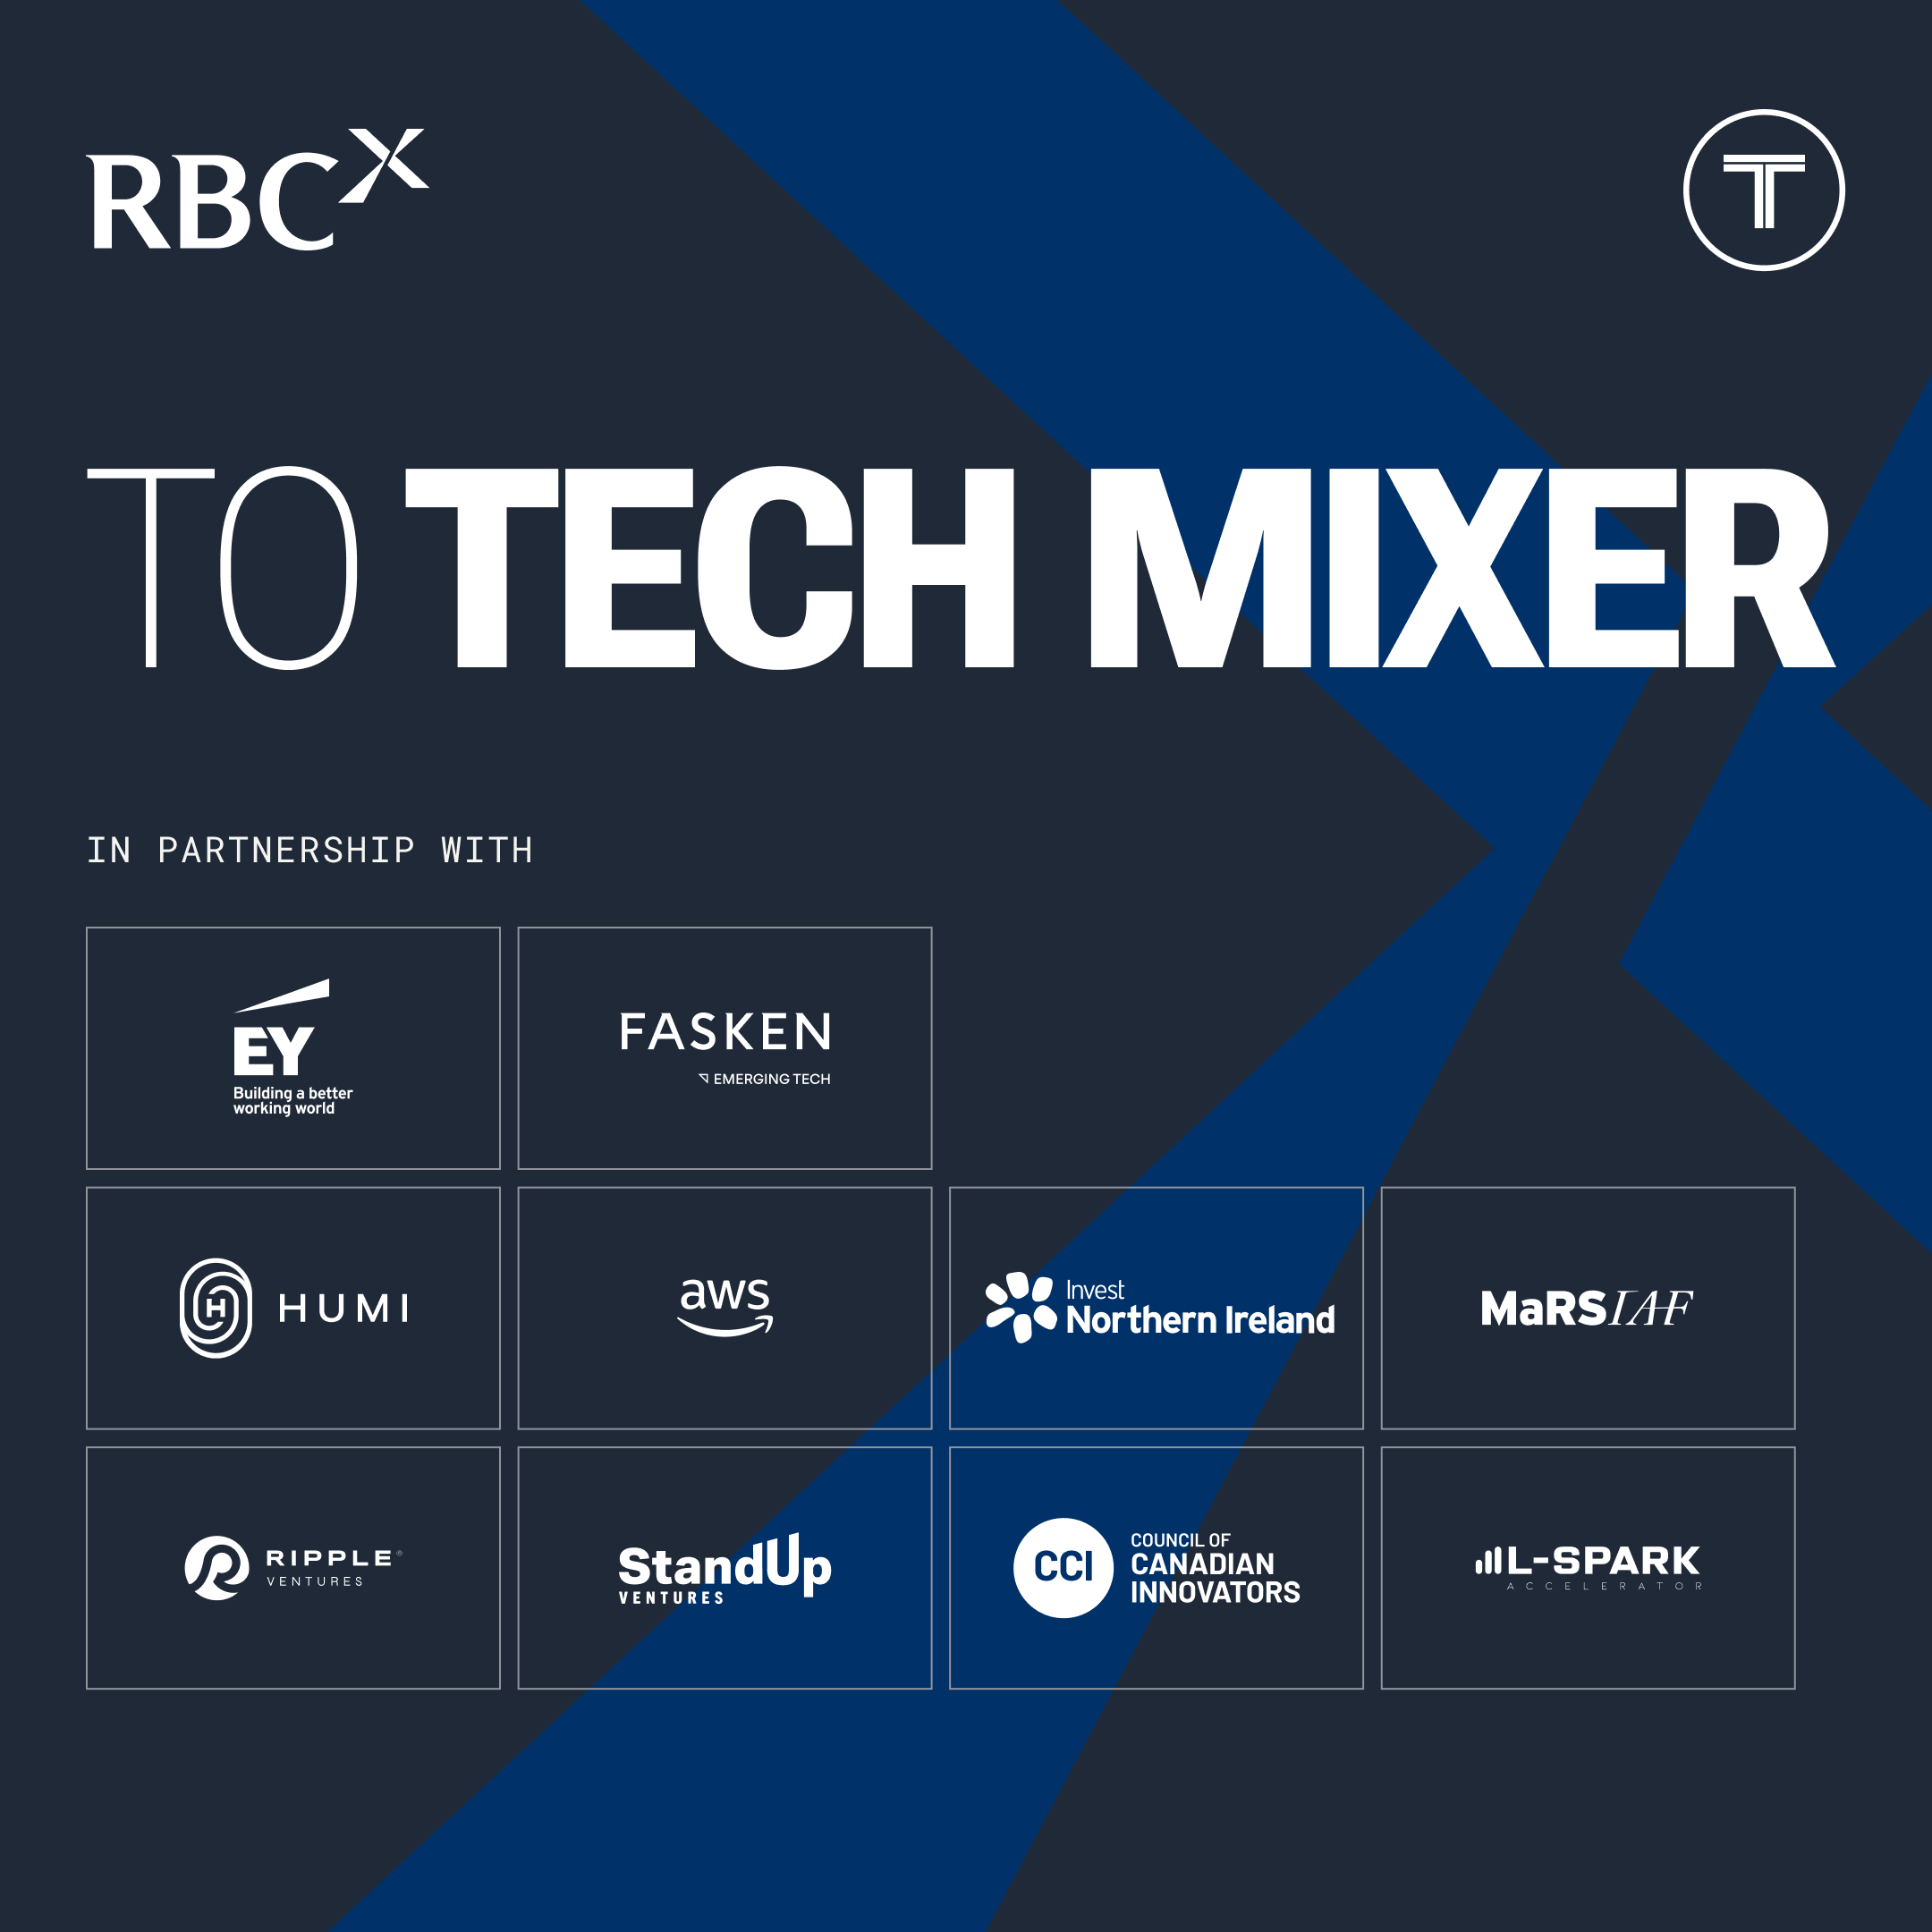 RBCX
T
TO TECH MIXER
IN PARTNERSHIP WITH
EY
Building a better
working world
FASKEN
EMERGING TECH
H HUMI
aws
Invest
Northern Ireland
MaRS IAF
RIPPLE®
VENTURES
StandUp
VENTURES
CCI
COUNCIL OF
CANADIAN
INNOVATORS
L-SPARK
ACCELERATOR